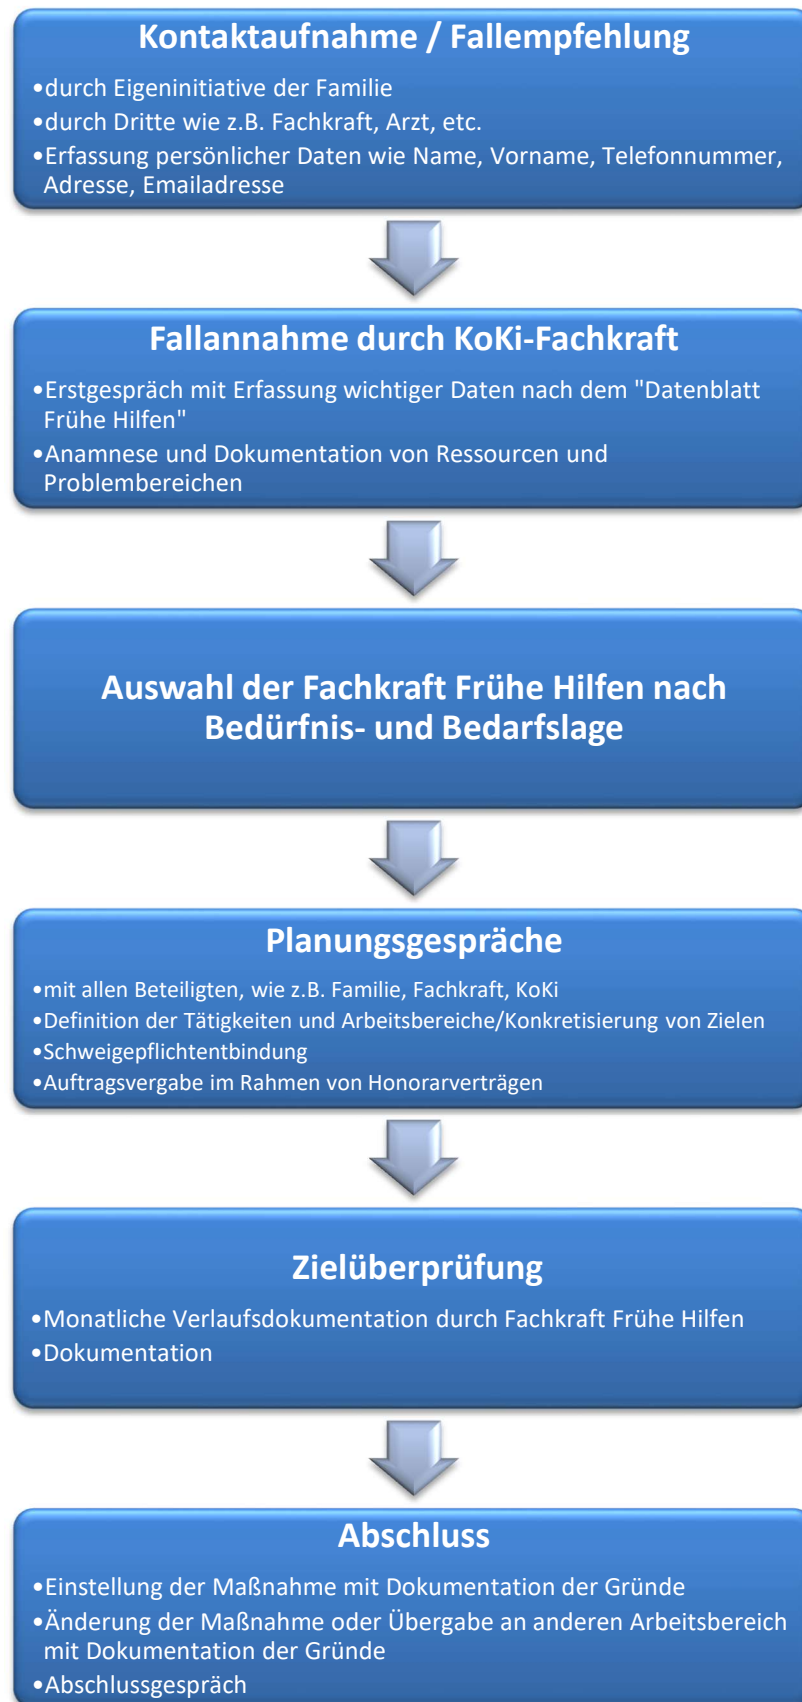 Kontaktaufnahme / Fallempfehlung
•durch Eigeninitiative der Familie
•durch Dritte wie z.B. Fachkraft, Arzt, etc.
•Erfassung persönlicher Daten wie Name, Vorname, Telefonnummer,
Adresse, Emailadresse
Fallannahme durch KoKi-Fachkraft
•Erstgespräch mit Erfassung wichtiger Daten nach dem "Datenblatt
Frühe Hilfen"
•Anamnese und Dokumentation von Ressourcen und
Problembereichen
Auswahl der Fachkraft Frühe Hilfen nach
Bedürfnis- und Bedarfslage
Planungsgespräche
•mit allen Beteiligten, wie z.B. Familie, Fachkraft, KoKi
•Definition der Tätigkeiten und Arbeitsbereiche/Konkretisierung von Zielen
•Schweigepflichtentbindung
•Auftragsvergabe im Rahmen von Honorarverträgen
Zielüberprüfung
•Monatliche Verlaufsdokumentation durch Fachkraft Frühe Hilfen
•Dokumentation
Abschluss
•Einstellung der Maßnahme mit Dokumentation der Gründe
•Änderung der Maßnahme oder Übergabe an anderen Arbeitsbereich
mit Dokumentation der Gründe
•Abschlussgespräch